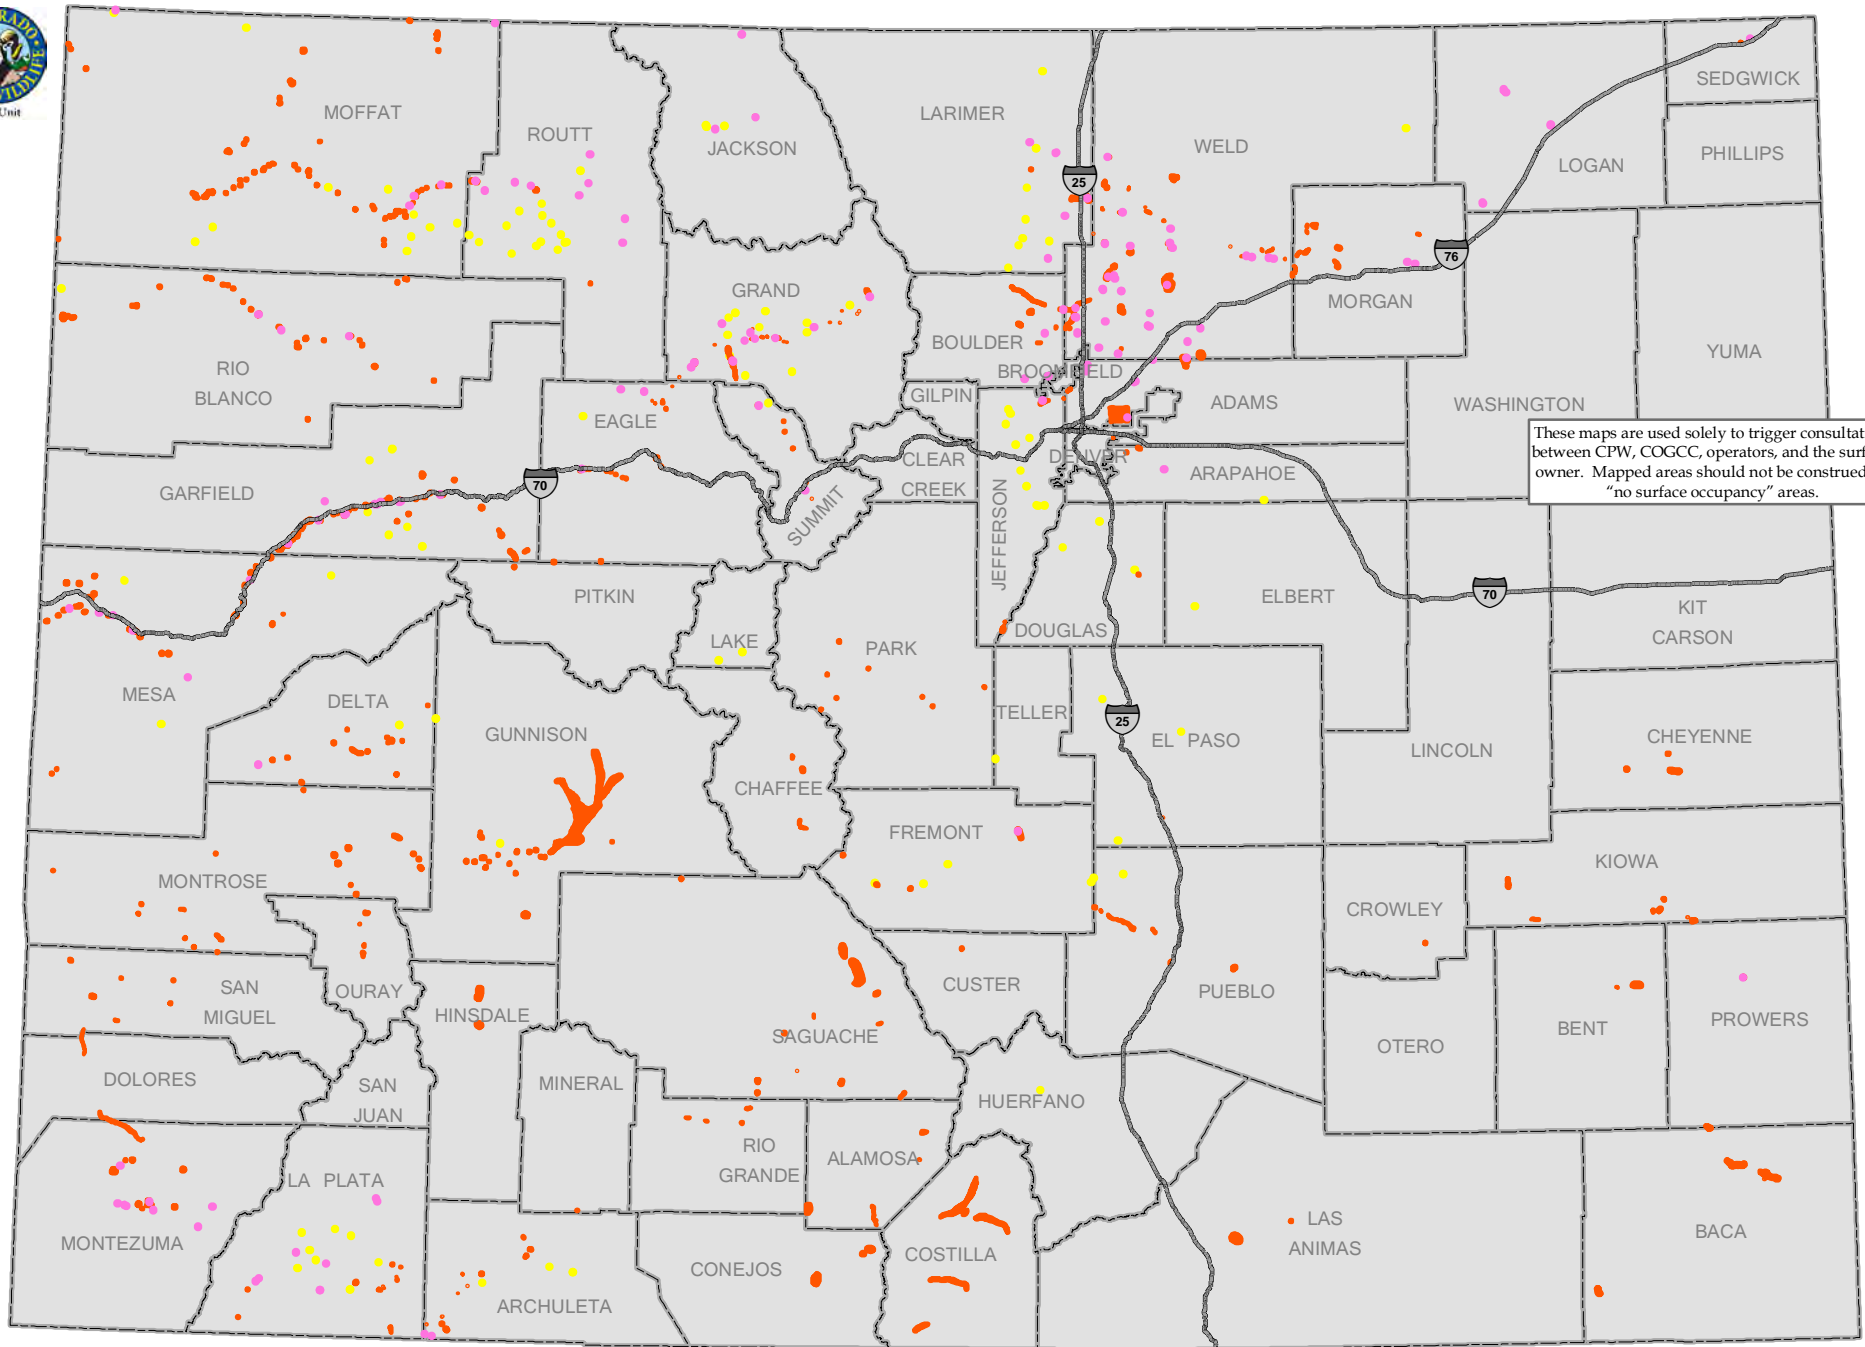 RADO
WILDLIFE
Unit
SEDGWICK
MOFFAT
LARIMER
ROUTT
JACKSON
WELD
PHILLIPS
LOGAN
25
76
GRAND
MORGAN
BOULDER
YUMA
RIO
BLANCO
BROOMFIELD
GILPIN
ADAMS
WASHINGTON
EAGLE
These maps are used solely to trigger consultat
between CPW, COGCC, operators, and the surf
owner. Mapped areas should not be construed
“no surface occupancy” areas.
CLEAR
CREEK
DENVER
ARAPAHOE
GARFIELD
70
SUMMIT
JEFFERSON
PITKIN
ELBERT
70
KIT
CARSON
LAKE
PARK
DOUGLAS
MESA
DELTA
GUNNISON
TELLER
25
EL PASO
LINCOLN
CHEYENNE
CHAFFEE
FREMONT
KIOWA
MONTROSE
CROWLEY
SAN
MIGUEL
OURAY
HINSDALE
CUSTER
PUEBLO
SAGUACHE
BENT
PROWERS
OTERO
DOLORES
SAN
JUAN
MINERAL
HUERFANO
RIO
GRANDE
ALAMOSA
LA PLATA
LAS
ANIMAS
BACA
MONTEZUMA
COSTILLA
CONEJOS
ARCHULETA